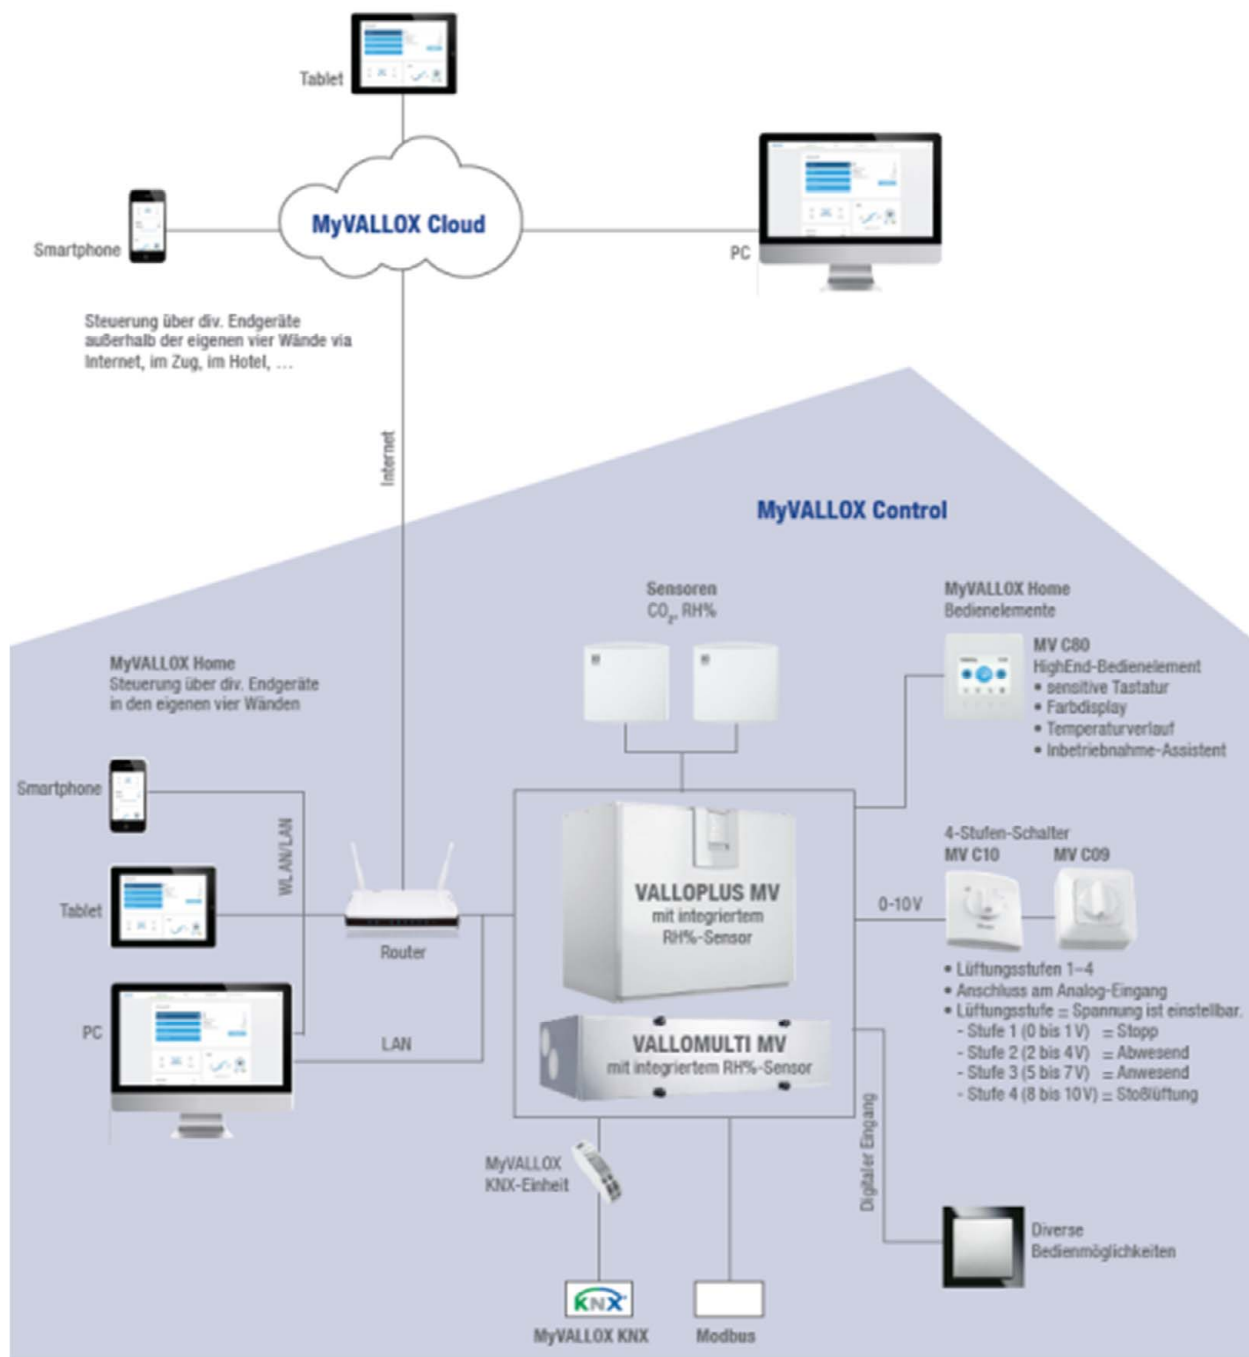 Tablet
MyVALLOX Cloud
Smartphone
PC
Steuerung über div. Endgeräte
außerhalb der eigenen vier Wände via
Internet, im Zug, im Hotel, …
Internet
MyVALLOX Control
Sensoren
CO₂, RH%
MyVALLOX Home
Bedienelemente
MV C80
HighEnd-Bedienelement
• sensitive Tastatur
• Farbdisplay
• Temperaturverlauf
• Inbetriebnahme-Assistent
MyVALLOX Home
Steuerung über div. Endgeräte
in den eigenen vier Wänden
Smartphone
WLAN/LAN
Tablet
Router
PC
LAN
VALLOPLUS MV
mit integriertem
RH%-Sensor
VALLOMULTI MV
mit integriertem RH%-Sensor
4-Stufen-Schalter
MV C10 MV C09
0-10V
• Lüftungsstufen 1–4
• Anschluss am Analog-Eingang
• Lüftungsstufe = Spannung ist einstellbar.
- Stufe 1 (0 bis 1V) = Stopp
- Stufe 2 (2 bis 4V) = Abwesend
- Stufe 3 (5 bis 7V) = Anwesend
- Stufe 4 (8 bis 10V) = Stoßlüftung
Digitaler Eingang
MyVALLOX
KNX-Einheit
Diverse
Bedienmöglichkeiten
KNX
MyVALLOX KNX
Modbus